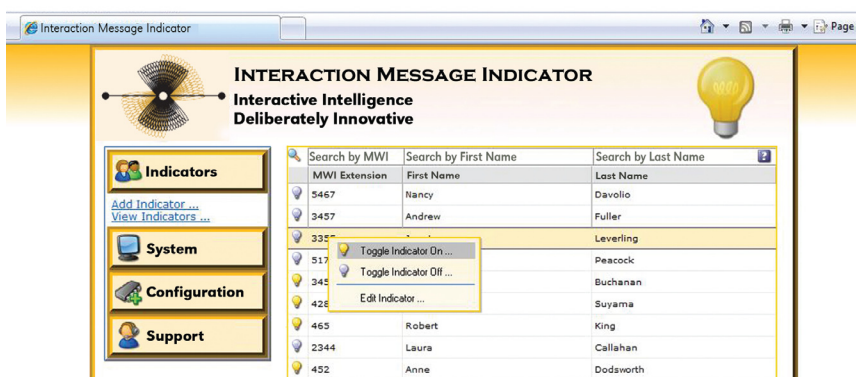 Interaction Message Indicator
Page
INTERACTION MESSAGE INDICATOR
Interactive Intelligence
Deliberately Innovative
Indicators
Add Indicator ...
View Indicators ...
System
Configuration
Support
Search by MWI Search by First Name Search by Last Name ?
MWI Extension First Name Last Name
5467 Nancy Davolio
3457 Andrew Fuller
Leverling
Toggle Indicator On ...
Peacock
Toggle Indicator Off ...
Buchanan
Edit Indicator ...
Suyama
465 Robert King
2344 Laura Callahan
452 Anne Dodsworth